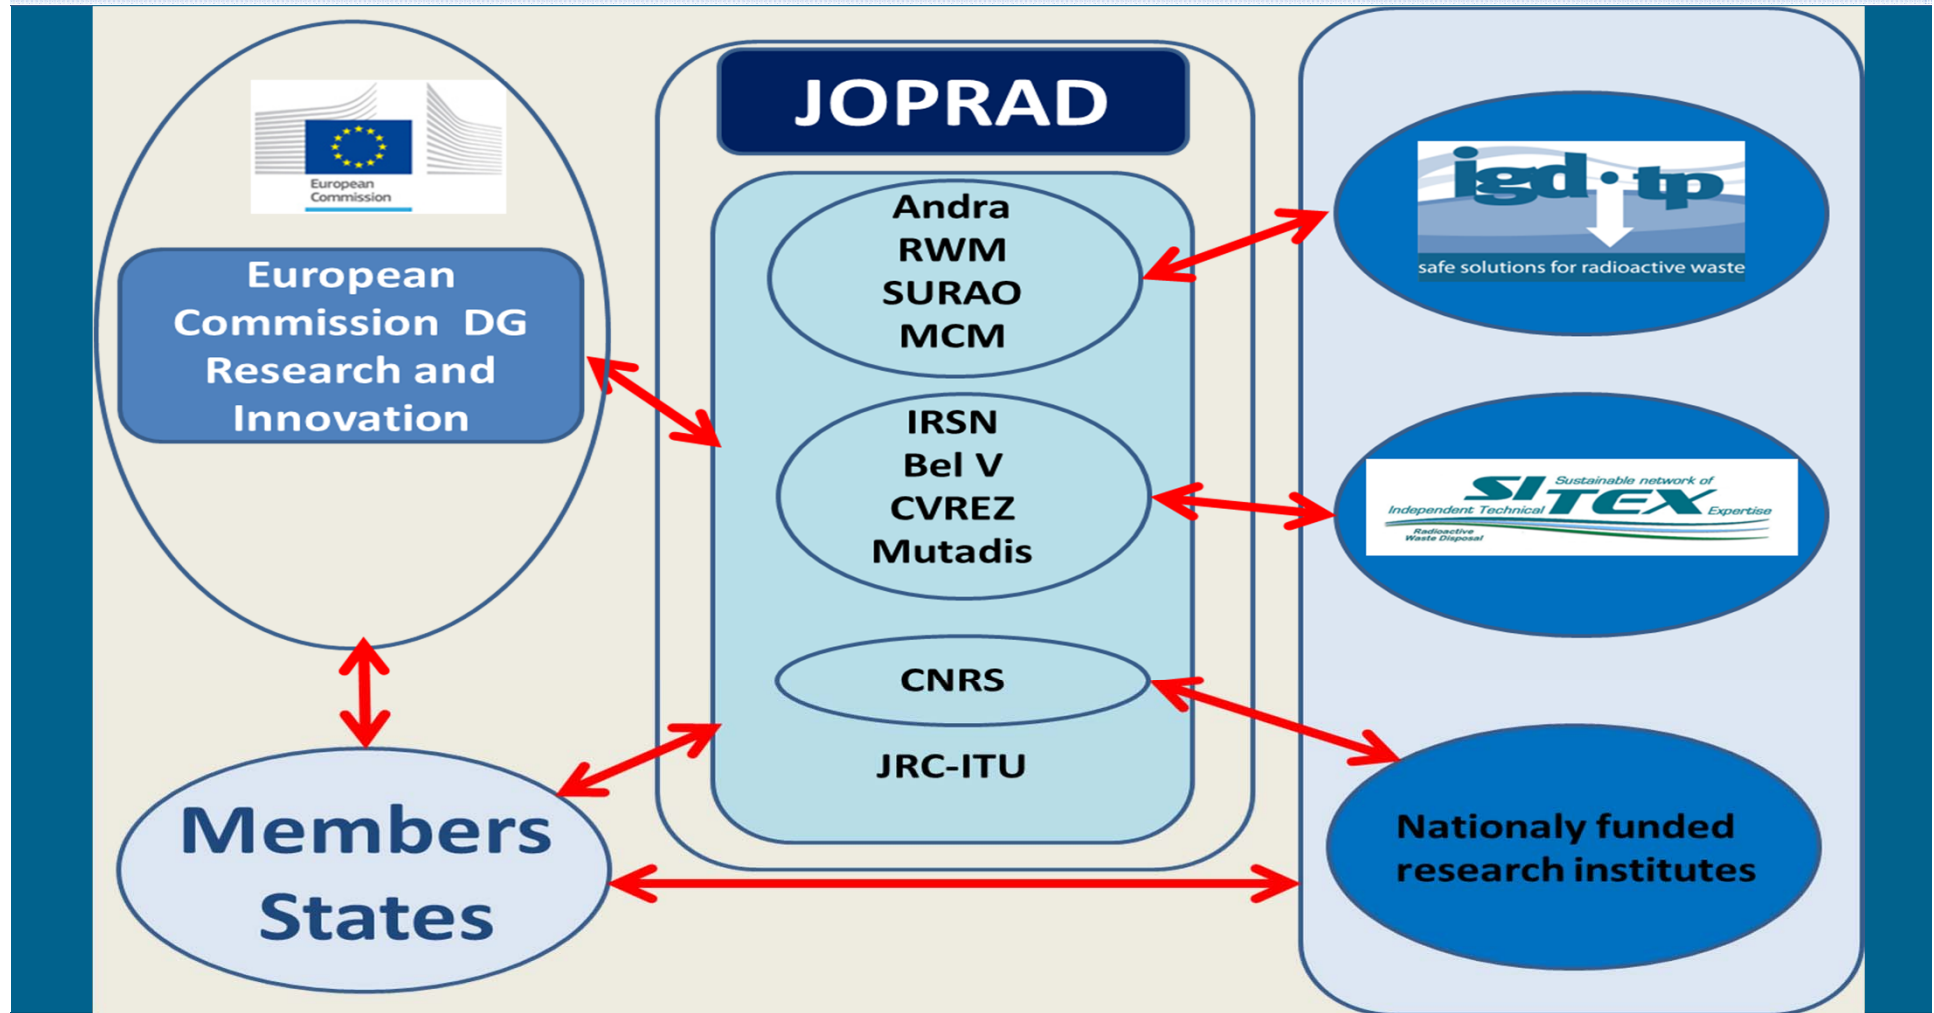 European
Commission
European
Commission DG
Research and
Innovation
Members
States
JOPRAD
Andra
RWM
SURAO
MCM
IRSN
Bel V
CVREZ
Mutadis
CNRS
JRC-ITU
igd·tp
safe solutions for radioactive waste
Sustainable network of
SITEX
Independent Technical Expertise
Radioactive
Waste Disposal
Nationaly funded
research institutes